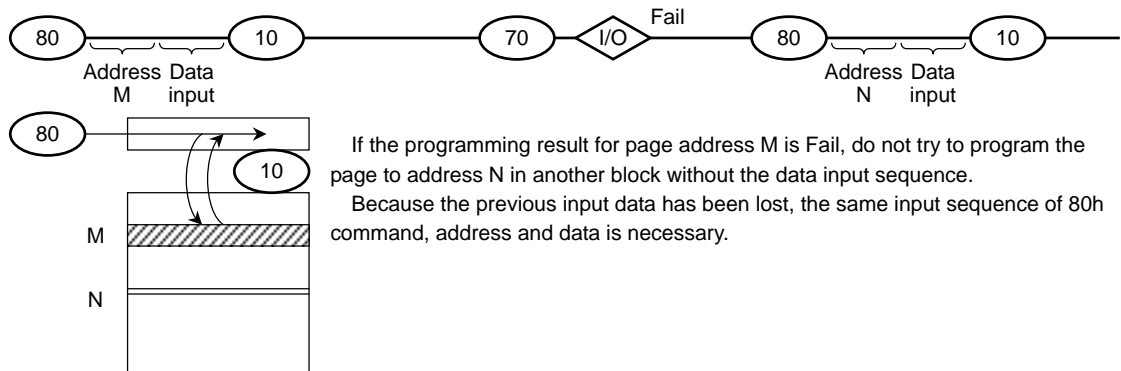 Fail
80 10 70 I/O 80 10
Address Data Address Data
M input N input
80
10
If the programming result for page address M is Fail, do not try to program the
page to address N in another block without the data input sequence.
Because the previous input data has been lost, the same input sequence of 80h
command, address and data is necessary.
M
N